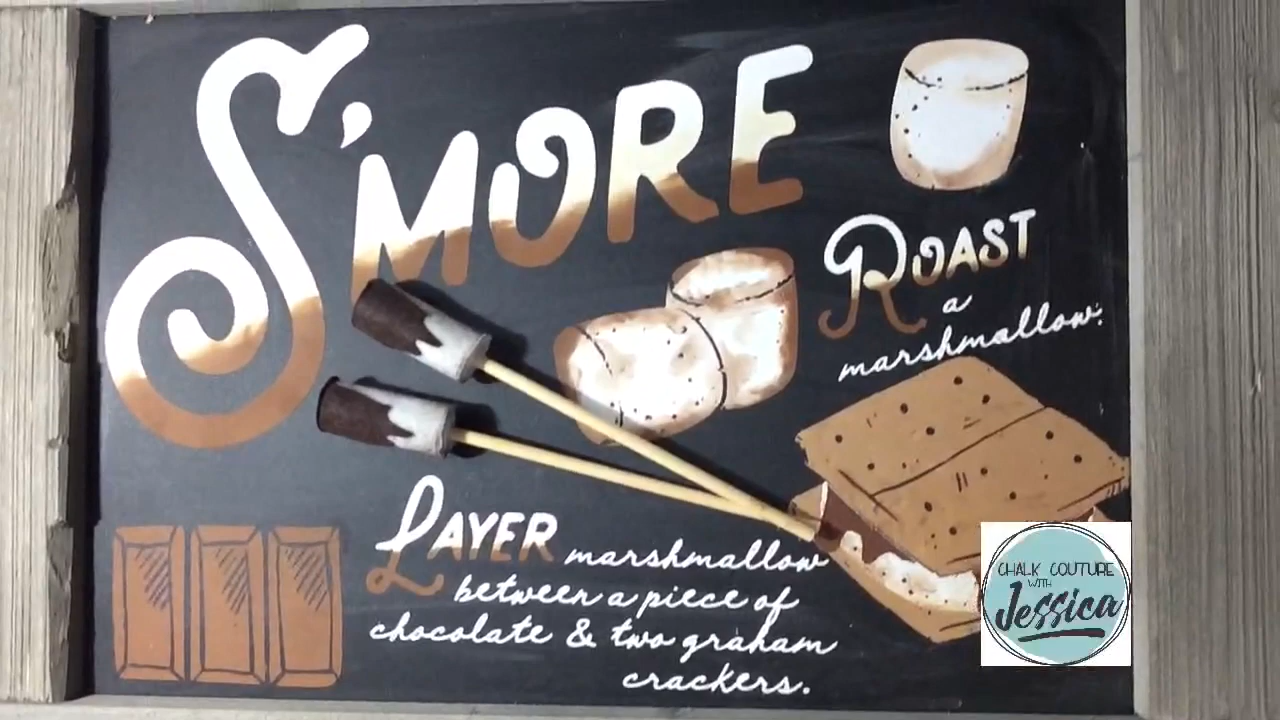 S'MORE
ROAST
a
marshmallow.
LAYER marshmallow
between a piece of
chocolate & two graham
crackers.
CHALK COUTURE
WITH
Jessica